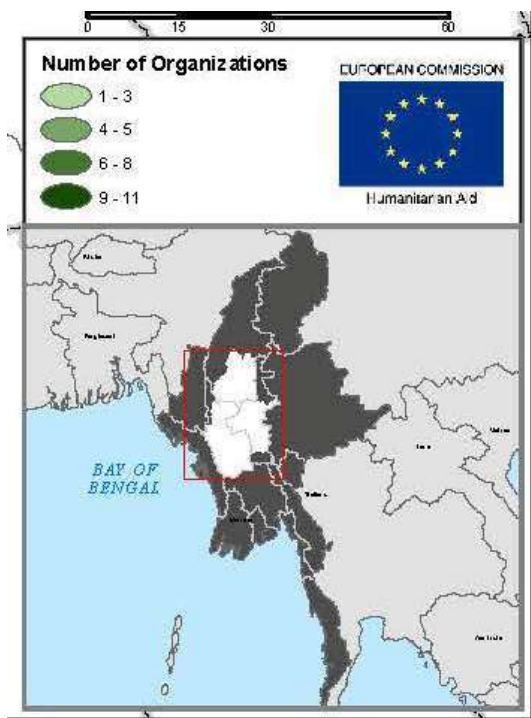 0 15 30 60
Number of Organizations
EUROPEAN COMMISSION
1 - 3
4 - 5
6 - 8
9 - 11
Humanitarian Aid
BAY OF
BENGAL